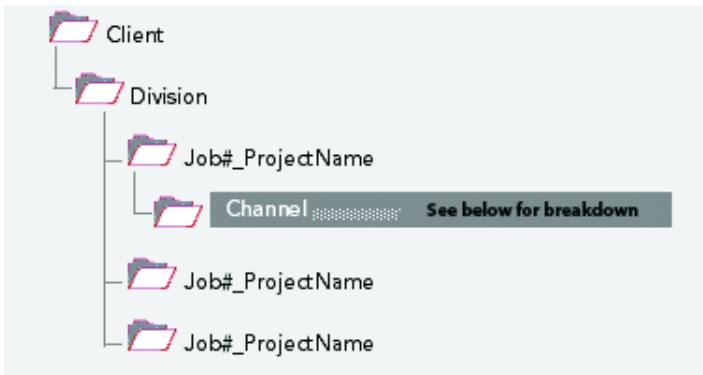 Client
Division
Job#_ProjectName
Channel See below for breakdown
Job#_ProjectName
Job#_ProjectName